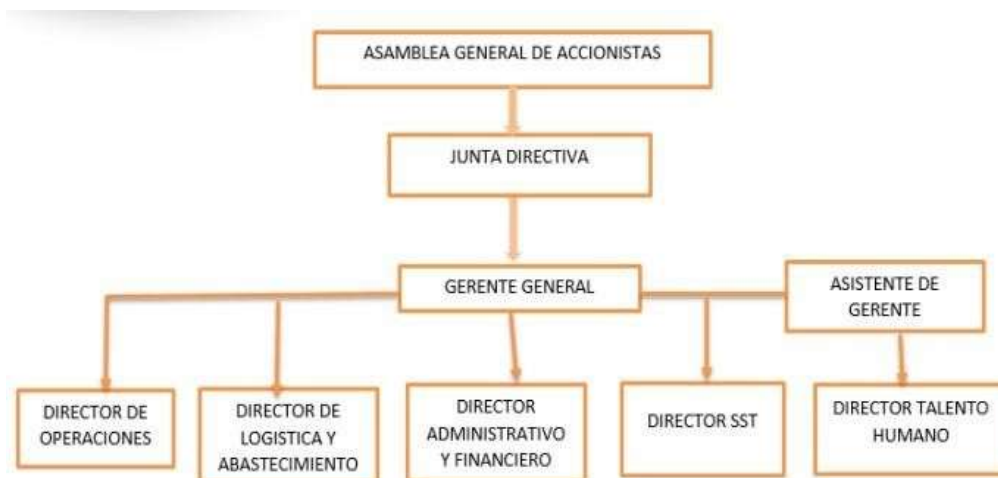 ASAMBLEA GENERAL DE ACCIONISTAS
JUNTA DIRECTIVA
GERENTE GENERAL
ASISTENTE DE
GERENTE
DIRECTOR DE
OPERACIONES
DIRECTOR DE
LOGISTICA Y
ABASTECIMIENTO
DIRECTOR
ADMINISTRATIVO
Y FINANCIERO
DIRECTOR SST
DIRECTOR TALENTO
HUMANO